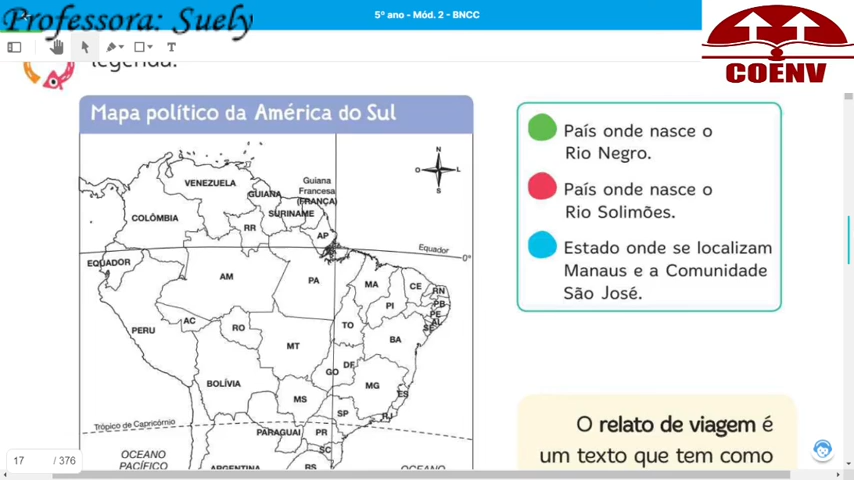 Professora: Suely
5º ano - Mód. 2 - BNCC
COENV
T
legenda.
Mapa político da América do Sul
N
O
L
S
VENEZUELA
GUIANA
Guiana
Francesa
(FRANÇA)
SURINAME
COLÔMBIA
RR
AP
Equador
0°
EQUADOR
AM
PA
MA
CE
RN
PB
PE
AL
SE
PI
PERU
AC
RO
TO
BA
MT
DF
GO
BOLÍVIA
MG
ES
MS
SP
RJ
Trópico de Capricórnio
PARAGUAI
PR
SC
OCEANO
PACÍFICO
ARGENTINA
RS
OCEANO
País onde nasce o
Rio Negro.
País onde nasce o
Rio Solimões.
Estado onde se localizam
Manaus e a Comunidade
São José.
O relato de viagem é
um texto que tem como
17 / 376